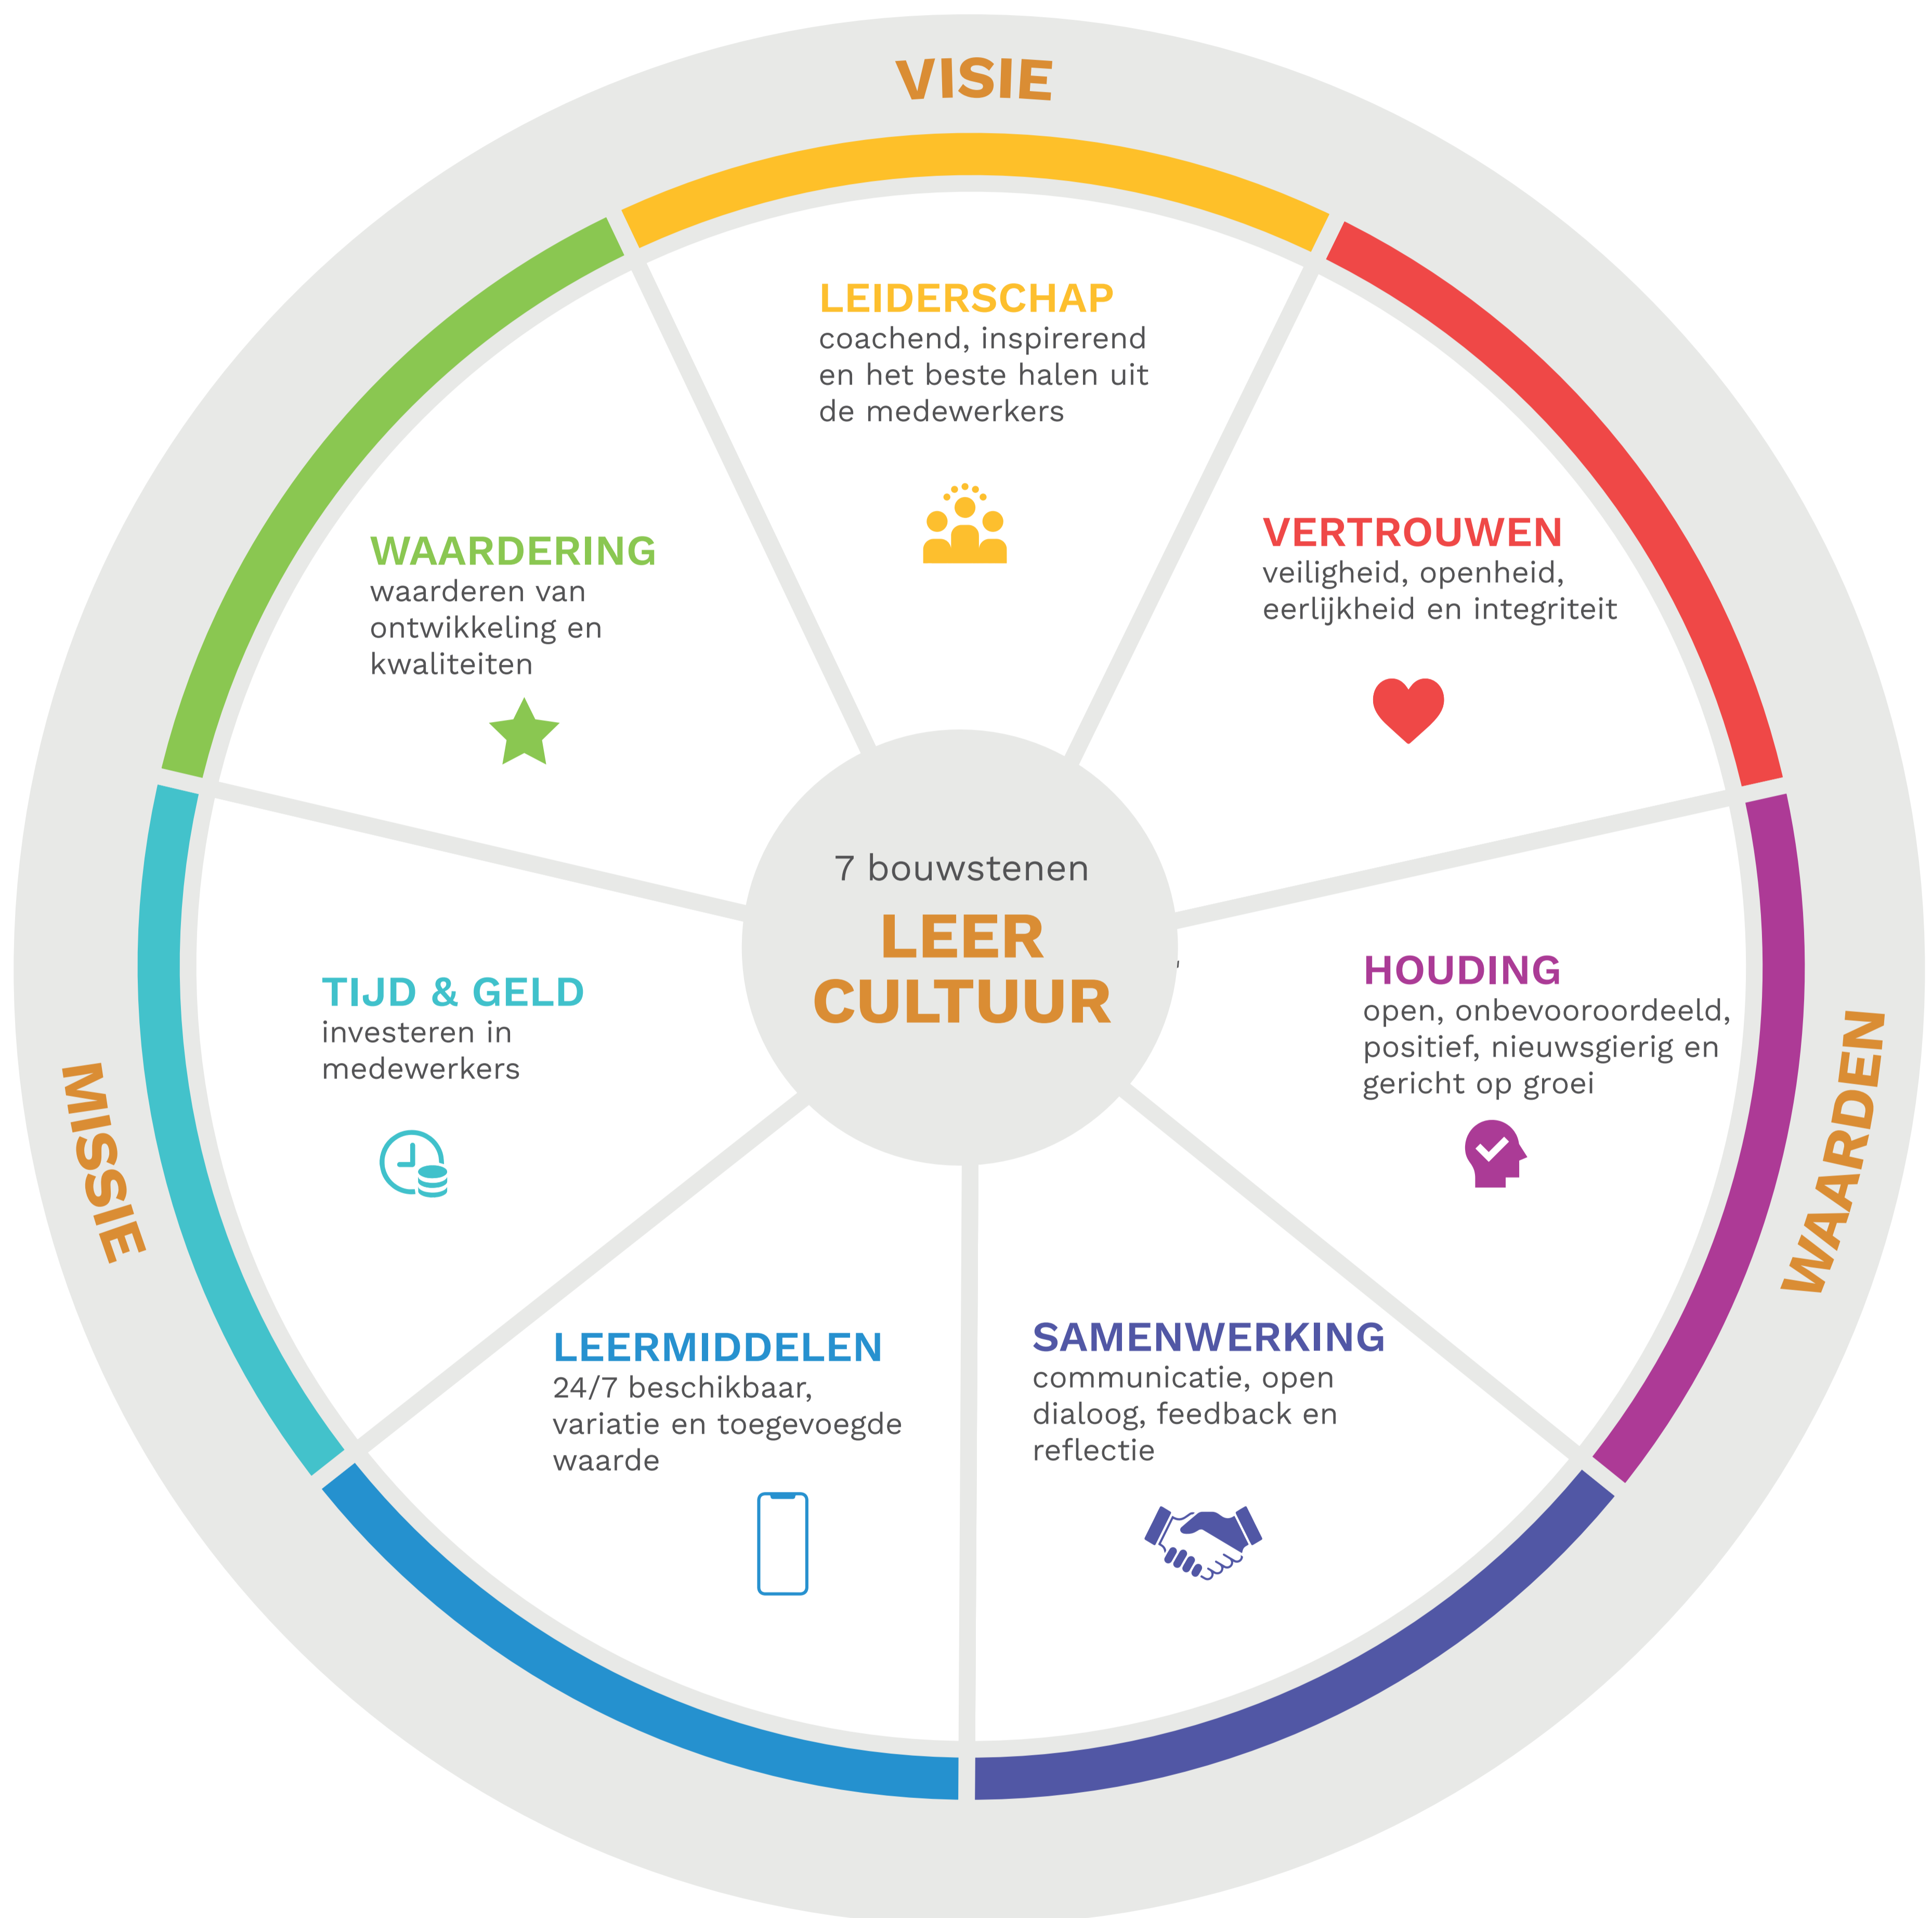 VISIE
LEIDERSCHAP
coachend, inspirerend
en het beste halen uit
de medewerkers
VERTROUWEN
veiligheid, openheid,
eerlijkheid en integriteit
WAARDERING
waarderen van
ontwikkeling en
kwaliteiten
7 bouwstenen
LEER
CULTUUR
HOUDING
open, onbevooroordeeld,
positief, nieuwsgierig en
gericht op groei
WAARDEN
TIJD & GELD
investeren in
medewerkers
MISSIE
LEERMIDDELEN
24/7 beschikbaar,
variatie en toegevoegde
waarde
SAMENWERKING
communicatie, open
dialoog, feedback en
reflectie